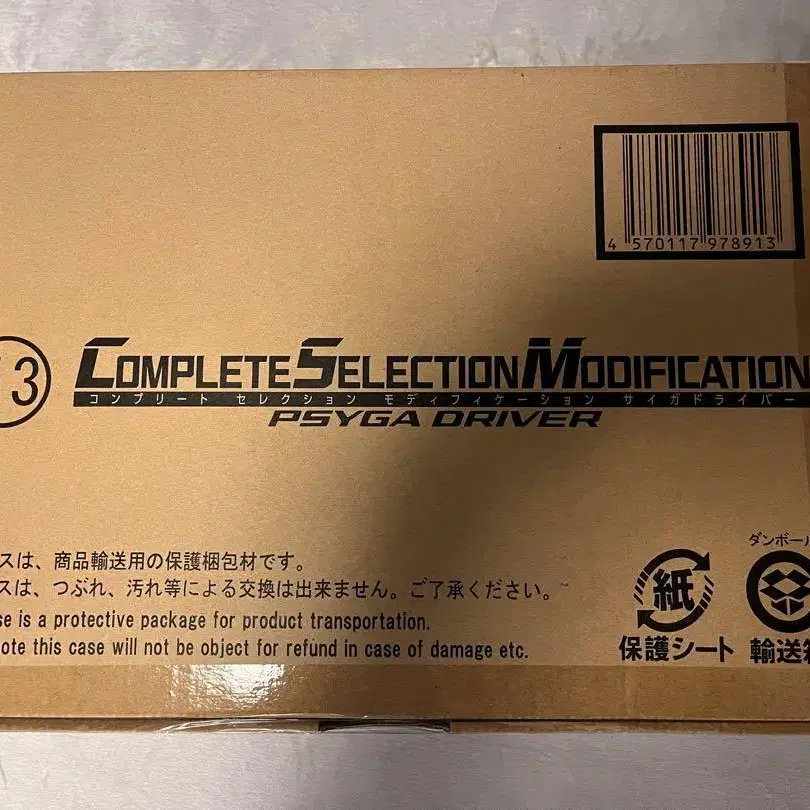 4 570117 978913
13
COMPLETE SELECTION MODIFICATION
コンプリート セレクション モディフィケーション サイガドライバー
PSYGA DRIVER
スは、商品輸送用の保護梱包材です。
スは、つぶれ、汚れ等による交換は出来ません。ご了承ください。
se is a protective package for product transportation.
ote this case will not be object for refund in case of damage etc.
紙
保護シート
ダンボール
輸送箱